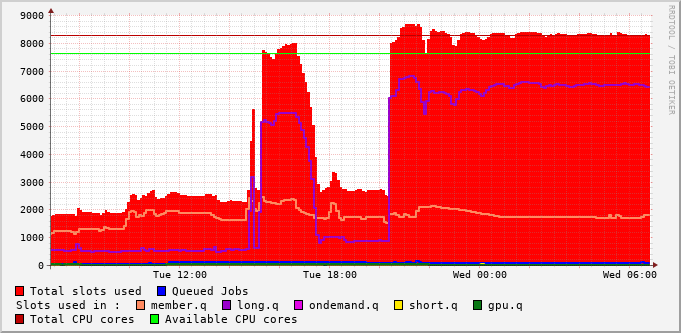 9000
8000
7000
6000
5000
4000
3000
2000
1000
0
Tue 12:00 Tue 18:00 Wed 00:00 Wed 06:00
RRDTOOL / TOBI OETIKER
Total slots used Queued Jobs
Slots used in : member.q long.q ondemand.q short.q gpu.q
Total CPU cores Available CPU cores